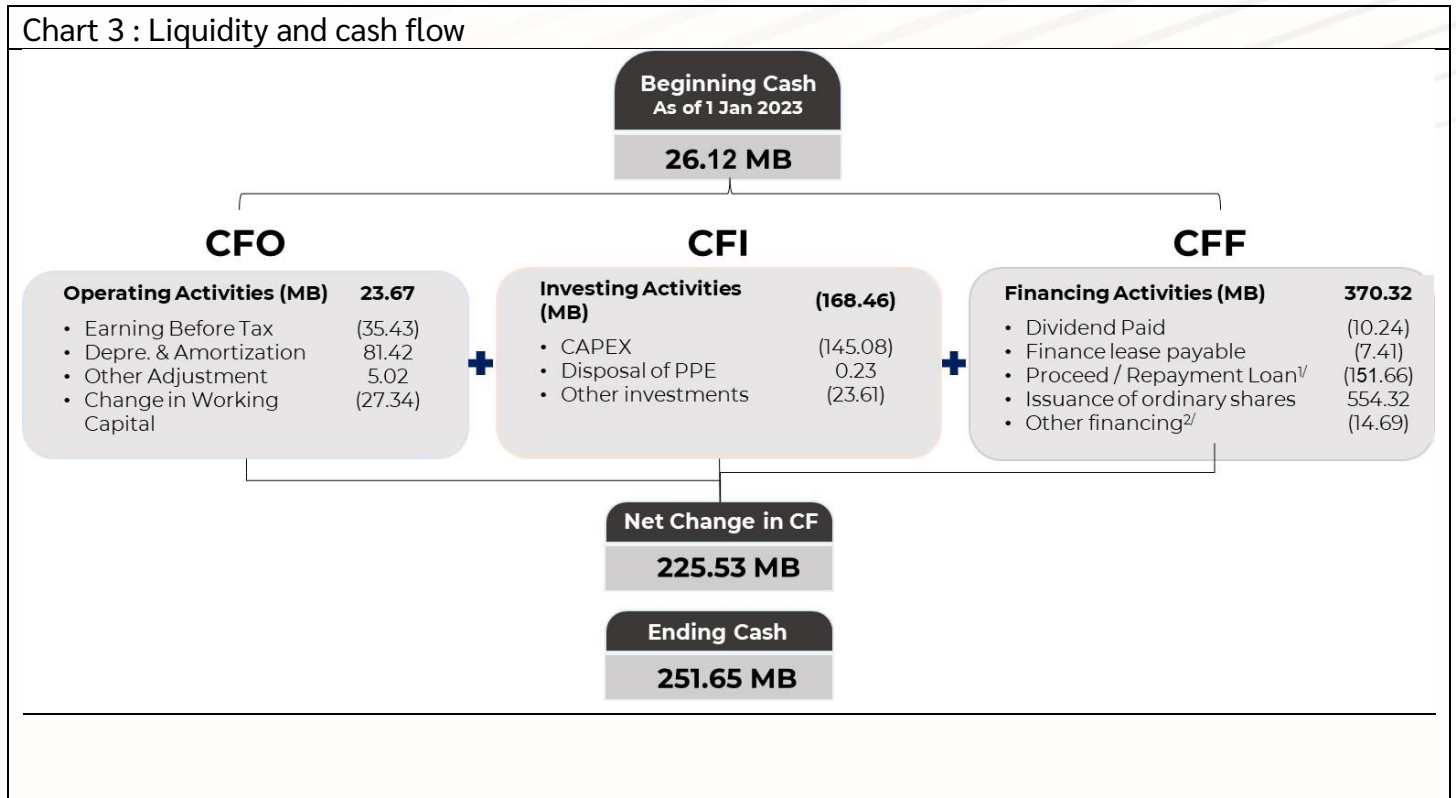 Chart 3 : Liquidity and cash flow
Beginning Cash
As of 1 Jan 2023
26.12 MB
CFO
Operating Activities (MB) 23.67
• Earning Before Tax (35.43)
• Depre. & Amortization 81.42
• Other Adjustment 5.02
• Change in Working (27.34)
Capital
CFI
Investing Activities
(MB) (168.46)
• CAPEX (145.08)
• Disposal of PPE 0.23
• Other investments (23.61)
CFF
Financing Activities (MB) 370.32
• Dividend Paid (10.24)
• Finance lease payable (7.41)
• Proceed / Repayment Loan1/ (151.66)
• Issuance of ordinary shares 554.32
• Other financing2/ (14.69)
Net Change in CF
225.53 MB
Ending Cash
251.65 MB